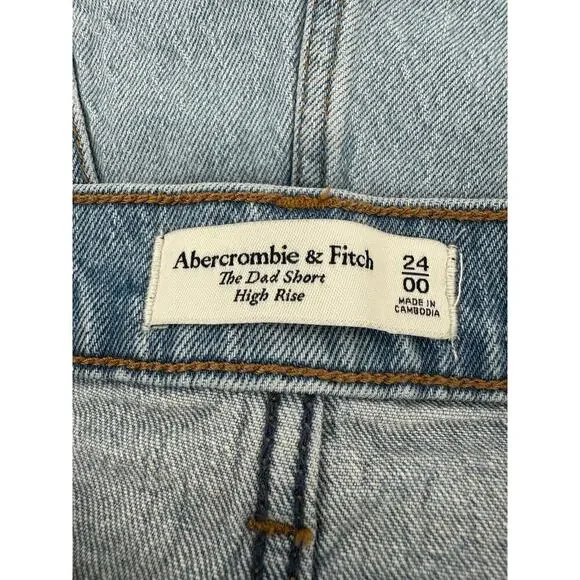 Abercrombie & Fitch
The Dad Short
High Rise
24
00
MADE IN
CAMBODIA